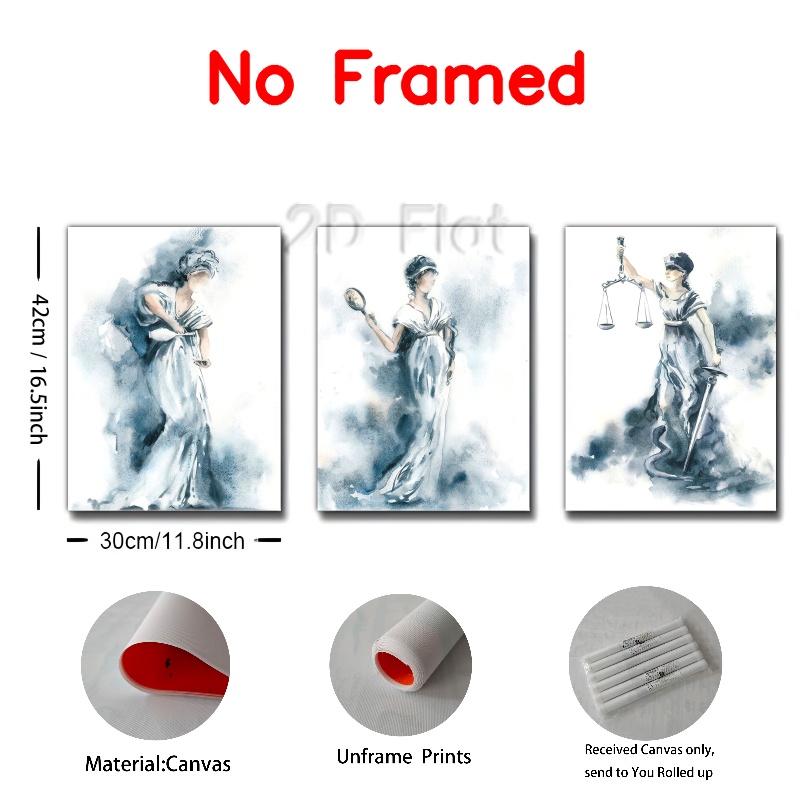 No Framed
2D Flat
42cm / 16.5inch
30cm/11.8inch
Material:Canvas
Unframe Prints
Received Canvas only,
send to You Rolled up